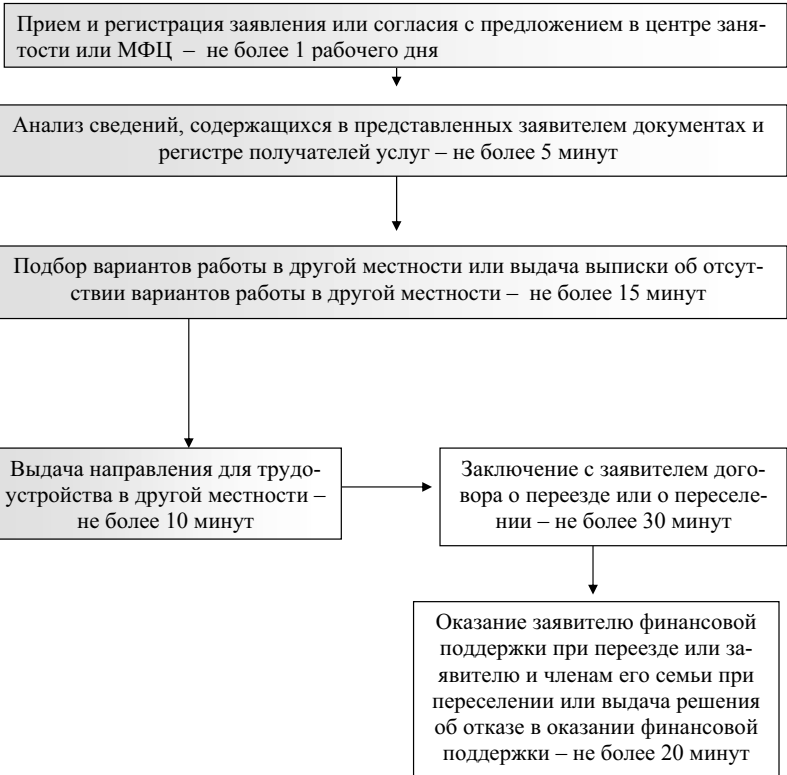 Прием и регистрация заявления или согласия с предложением в центре заня-
тости или МФЦ – не более 1 рабочего дня
Анализ сведений, содержащихся в представленных заявителем документах и
регистре получателей услуг – не более 5 минут
Подбор вариантов работы в другой местности или выдача выписки об отсут-
ствии вариантов работы в другой местности – не более 15 минут
Выдача направления для трудо-
устройства в другой местности –
не более 10 минут
Заключение с заявителем дого-
вора о переезде или о переселе-
нии – не более 30 минут
Оказание заявителю финансовой
поддержки при переезде или за-
явителю и членам его семьи при
переселении или выдача решения
об отказе в оказании финансовой
поддержки – не более 20 минут